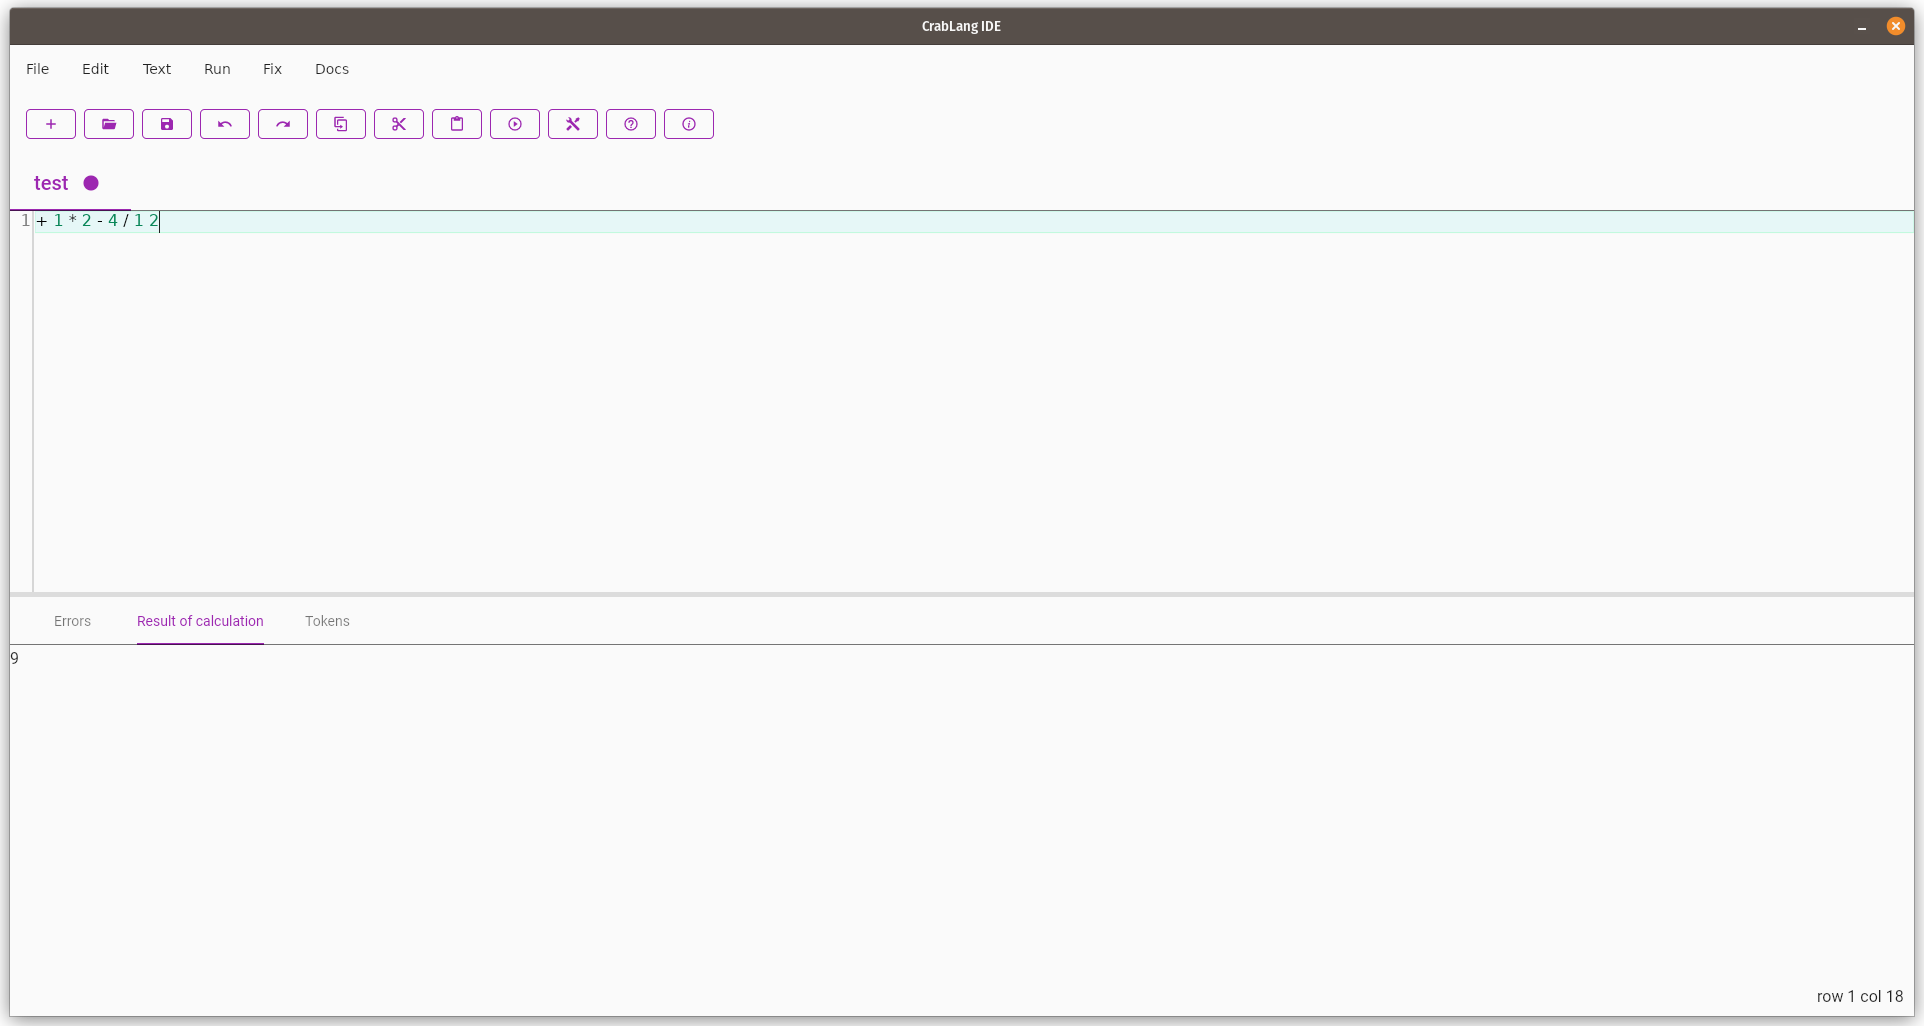 CrabLang IDE
File Edit Text Run Fix Docs
test
1 + 1 * 2 - 4 / 1 2
Errors Result of calculation Tokens
9
row 1 col 18